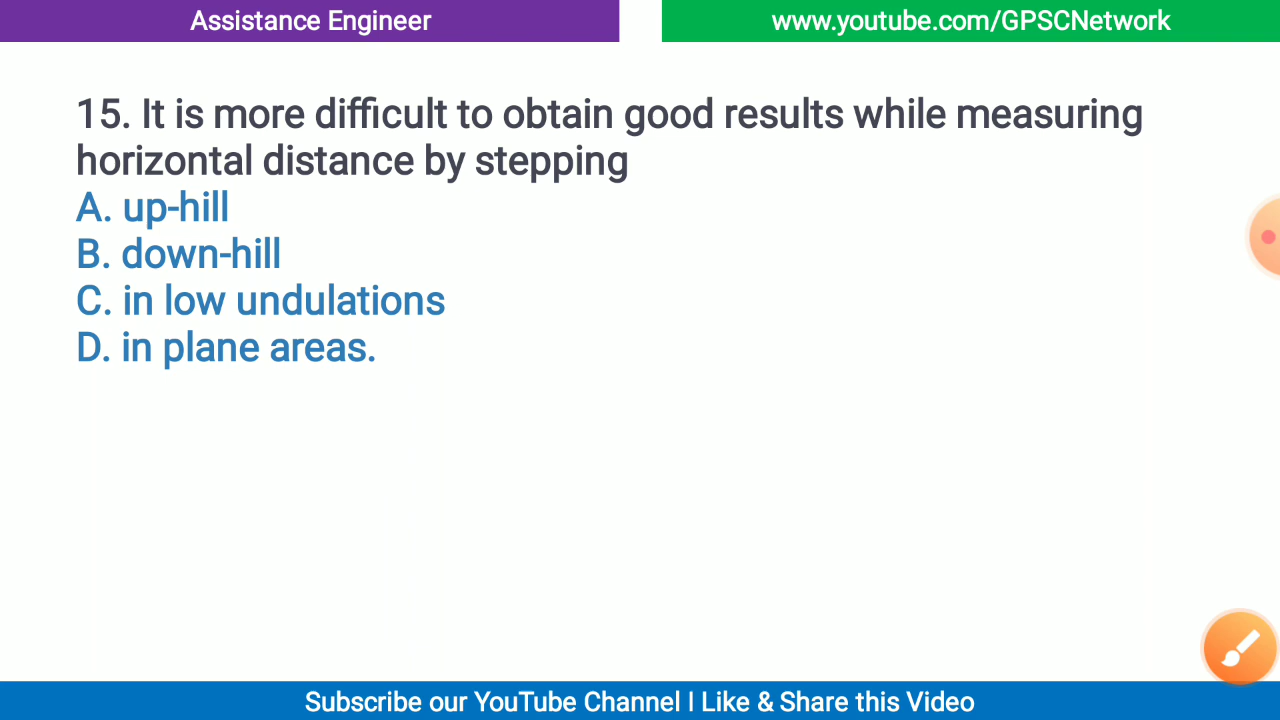 Assistance Engineer
www.youtube.com/GPSCNetwork
15. It is more difficult to obtain good results while measuring
horizontal distance by stepping
A. up-hill
B. down-hill
C. in low undulations
D. in plane areas.
Subscribe our YouTube Channel I Like & Share this Video